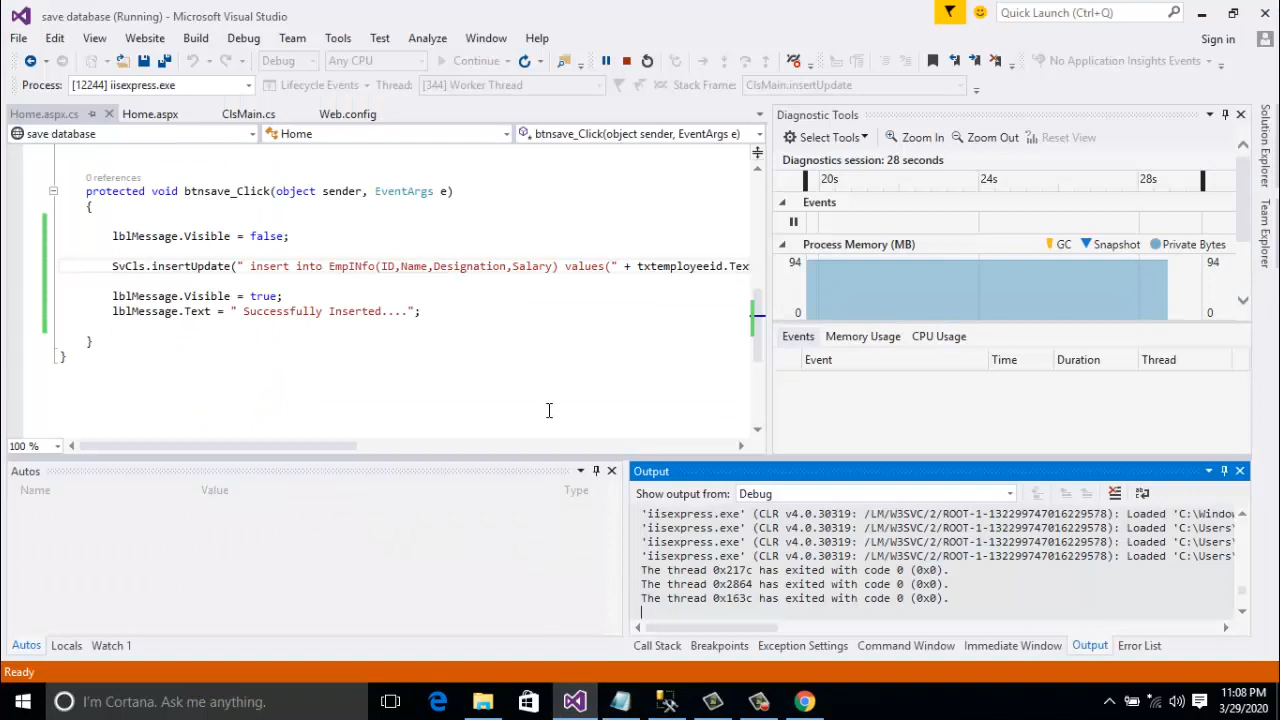 save database (Running) - Microsoft Visual Studio
Quick Launch (Ctrl+Q)
File Edit View Website Build Debug Team Tools Test Analyze Window Help
Sign in
Debug Any CPU Continue No Application Insights Events
Process: [12244] iisexpress.exe Lifecycle Events Thread: [344] Worker Thread Stack Frame: ClsMain.insertUpdate
Home.aspx.cs Home.aspx ClsMain.cs Web.config
save database Home btnsave_Click(object sender, EventArgs e)
0 references
protected void btnsave_Click(object sender, EventArgs e)
{
lblMessage.Visible = false;
SvCls.insertUpdate(" insert into EmpINfo(ID,Name,Designation,Salary) values(" + txtemployeeid.Tex
lblMessage.Visible = true;
lblMessage.Text = " Successfully Inserted....";
}
}
100 %
Diagnostic Tools
Select Tools Zoom In Zoom Out Reset View
Diagnostics session: 28 seconds
20s 24s 28s
Events
Process Memory (MB) GC Snapshot Private Bytes
94 94
0 0
Events Memory Usage CPU Usage
Event Time Duration Thread
Solution Explorer
Team Explorer
Autos
Name Value Type
Autos Locals Watch 1
Output
Show output from: Debug
'iisexpress.exe' (CLR v4.0.30319: /LM/W3SVC/2/ROOT-1-132299747016229578): Loaded 'C:\Window
'iisexpress.exe' (CLR v4.0.30319: /LM/W3SVC/2/ROOT-1-132299747016229578): Loaded 'C:\Users'
'iisexpress.exe' (CLR v4.0.30319: /LM/W3SVC/2/ROOT-1-132299747016229578): Loaded 'C:\Users'
'iisexpress.exe' (CLR v4.0.30319: /LM/W3SVC/2/ROOT-1-132299747016229578): Loaded 'C:\Users'
The thread 0x217c has exited with code 0 (0x0).
The thread 0x2864 has exited with code 0 (0x0).
The thread 0x163c has exited with code 0 (0x0).
Call Stack Breakpoints Exception Settings Command Window Immediate Window Output Error List
Ready
I'm Cortana. Ask me anything.
11:08 PM
3/29/2020